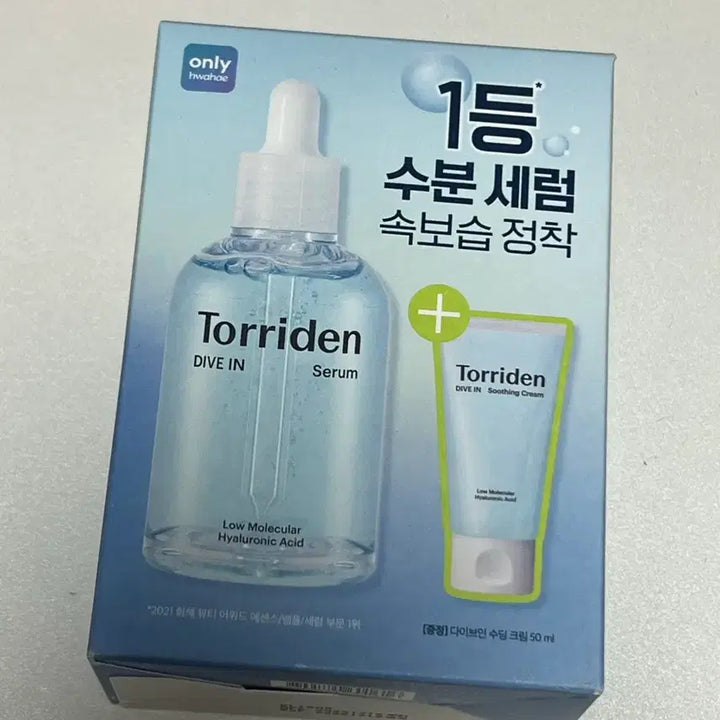 only
hwahae
1등*
수분 세럼
속보습 정착
Torriden
DIVE IN Serum
Low Molecular
Hyaluronic Acid
Torriden
DIVE IN Soothing Cream
Low Molecular
Hyaluronic Acid
*2021 화해 뷰티 어워드 에센스/앰플/세럼 부문 1위
[증정] 다이브인 수딩 크림 50 ml